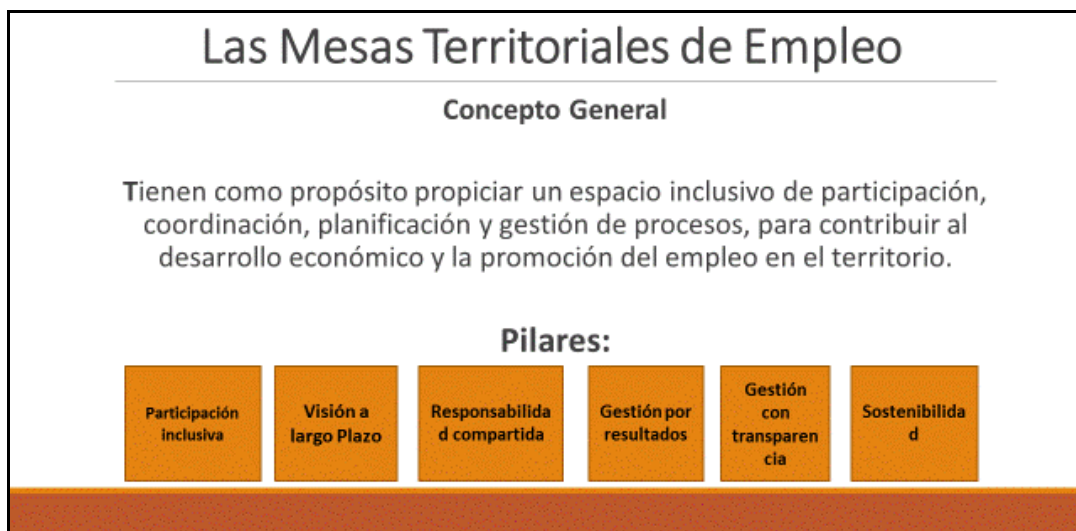 Las Mesas Territoriales de Empleo
Concepto General
Tienen como propósito propiciar un espacio inclusivo de participación,
coordinación, planificación y gestión de procesos, para contribuir al
desarrollo económico y la promoción del empleo en el territorio.
Pilares:
Participación
inclusiva
Visión a
largo Plazo
Responsabilida
d compartida
Gestión por
resultados
Gestión
con
transparen
cia
Sostenibilida
d